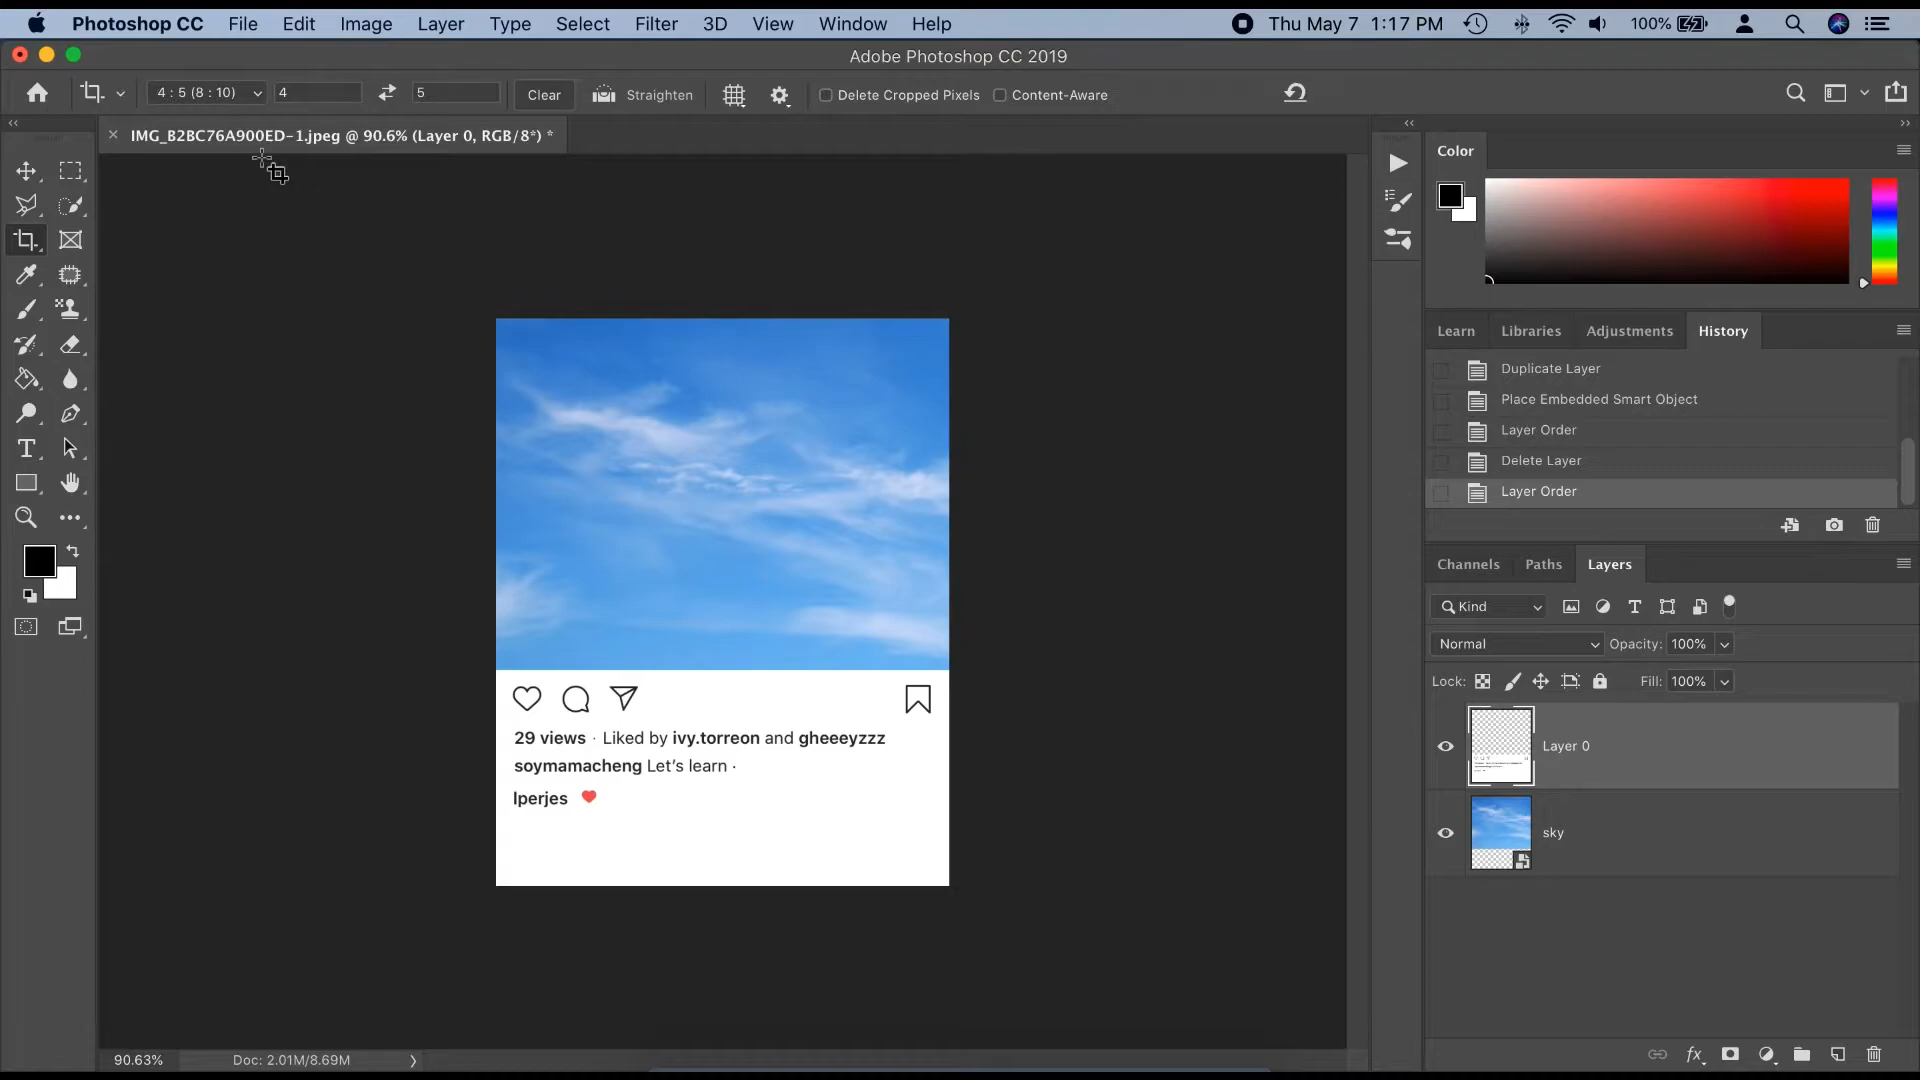 Photoshop CC File Edit Image Layer Type Select Filter 3D View Window Help Thu May 7 1:17 PM 100%
Adobe Photoshop CC 2019
4 : 5 (8 : 10) 4 5 Clear Straighten Delete Cropped Pixels Content-Aware
IMG_B2BC76A900ED-1.jpeg @ 90.6% (Layer 0, RGB/8*) *
Color
Learn Libraries Adjustments History
Duplicate Layer
Place Embedded Smart Object
Layer Order
Delete Layer
Layer Order
Channels Paths Layers
Kind
Normal Opacity: 100%
Lock: Fill: 100%
Layer 0
sky
29 views · Liked by ivy.torreon and gheeeyzzz
soymamacheng Let’s learn ·
lperjes
90.63% Doc: 2.01M/8.69M